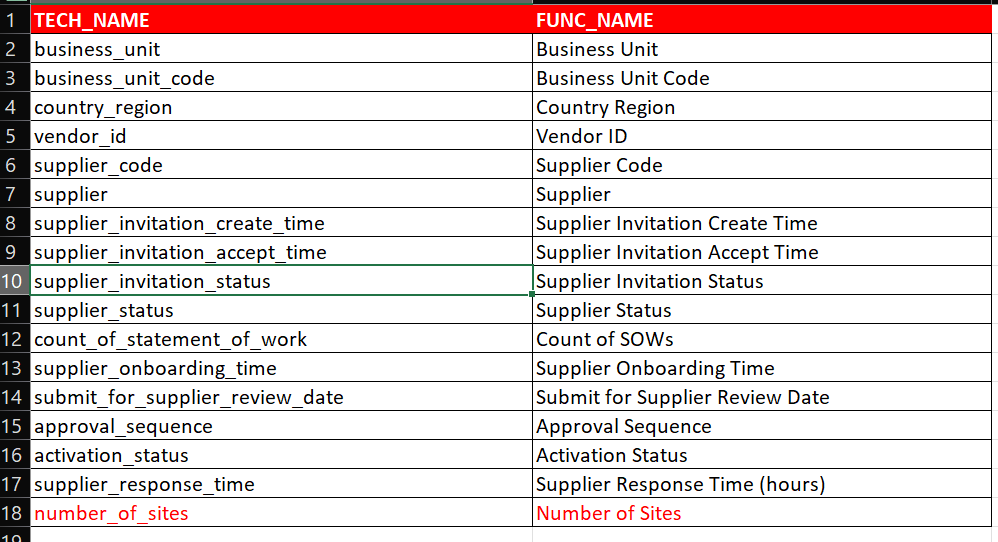 1 TECH_NAME FUNC_NAME
2 business_unit Business Unit
3 business_unit_code Business Unit Code
4 country_region Country Region
5 vendor_id Vendor ID
6 supplier_code Supplier Code
7 supplier Supplier
8 supplier_invitation_create_time Supplier Invitation Create Time
9 supplier_invitation_accept_time Supplier Invitation Accept Time
10 supplier_invitation_status Supplier Invitation Status
11 supplier_status Supplier Status
12 count_of_statement_of_work Count of SOWs
13 supplier_onboarding_time Supplier Onboarding Time
14 submit_for_supplier_review_date Submit for Supplier Review Date
15 approval_sequence Approval Sequence
16 activation_status Activation Status
17 supplier_response_time Supplier Response Time (hours)
18 number_of_sites Number of Sites
19